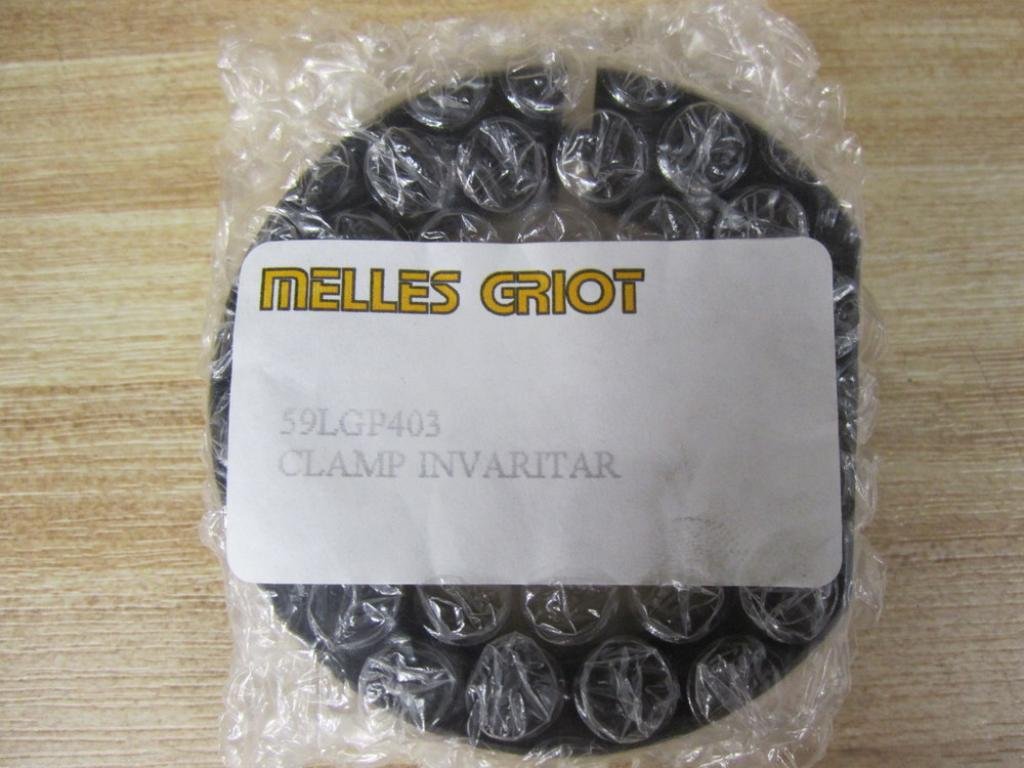 MELLES GRIOT
59LGP403
CLAMP INVARITAR